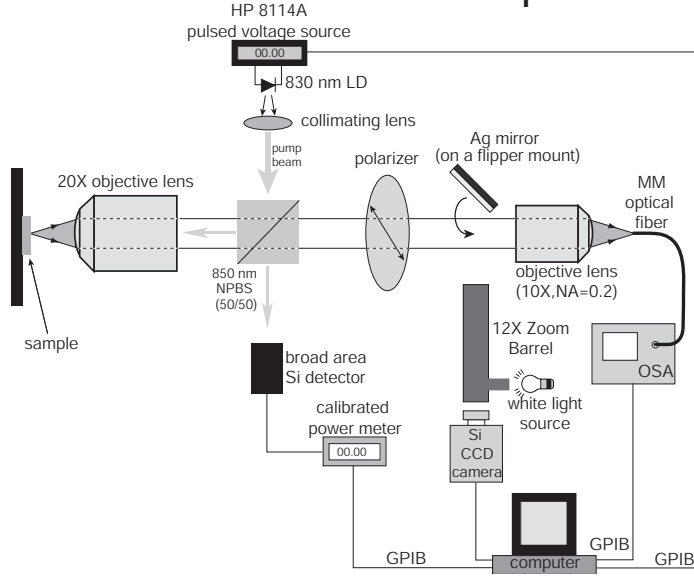 HP 8114A
pulsed voltage source
00.00
830 nm LD
collimating lens
pump
beam
Ag mirror
(on a flipper mount)
polarizer
MM
optical
fiber
20X objective lens
850 nm
NPBS
(50/50)
objective lens
(10X,NA=0.2)
sample
12X Zoom
Barrel
OSA
broad area
Si detector
white light
source
calibrated
power meter
00.00
Si
CCD
camera
GPIB
GPIB
GPIB
computer